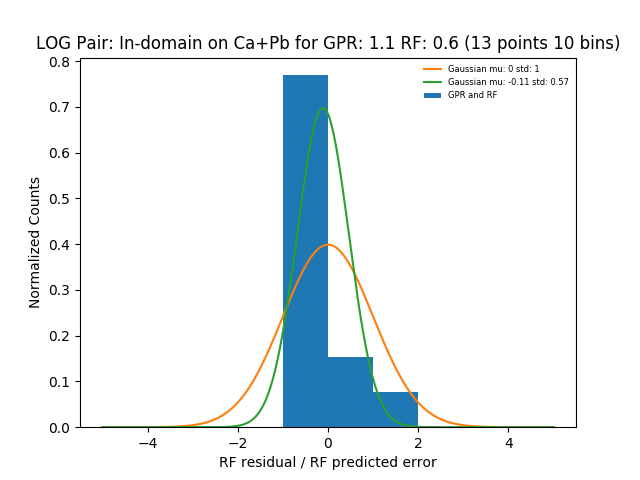 LOG Pair: In-domain on Ca+Pb for GPR: 1.1 RF: 0.6 (13 points 10 bins)
Gaussian mu: 0 std: 1
Gaussian mu: -0.11 std: 0.57
GPR and RF
Normalized Counts
0.8
0.7
0.6
0.5
0.4
0.3
0.2
0.1
0.0
−4
−2
0
2
4
RF residual / RF predicted error